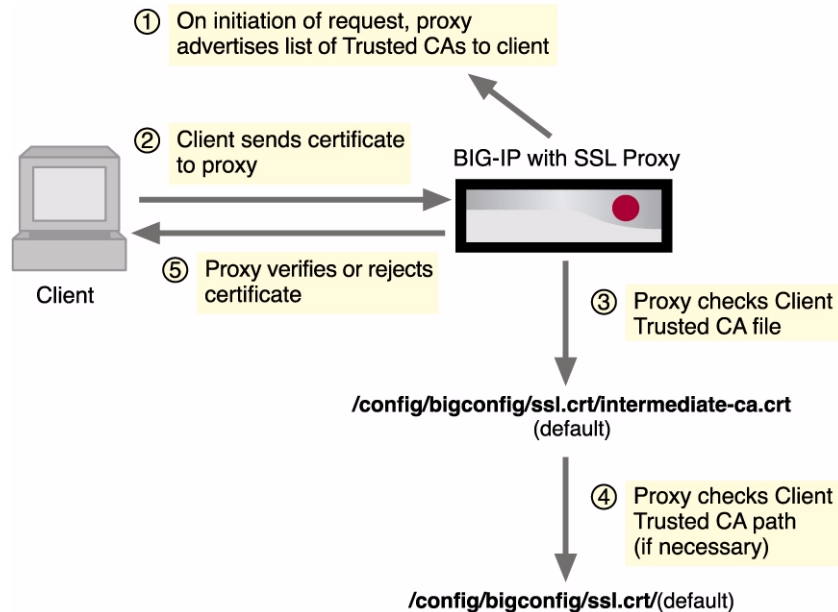 ① On initiation of request, proxy
advertises list of Trusted CAs to client
② Client sends certificate
to proxy
BIG-IP with SSL Proxy
Client
⑤ Proxy verifies or rejects
certificate
③ Proxy checks Client
Trusted CA file
/config/bigconfig/ssl.crt/intermediate-ca.crt
(default)
④ Proxy checks Client
Trusted CA path
(if necessary)
/config/bigconfig/ssl.crt/(default)